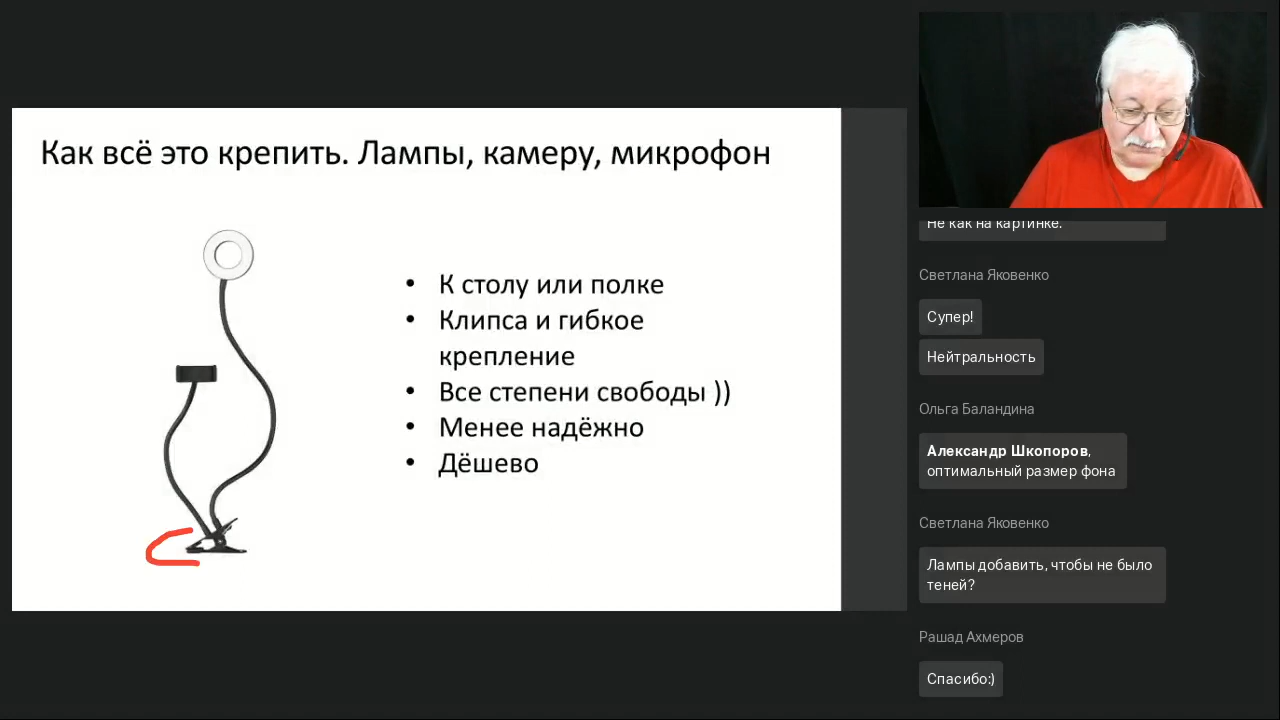 Как всё это крепить. Лампы, камеру, микрофон
• К столу или полке
• Клипса и гибкое
крепление
• Все степени свободы ))
• Менее надёжно
• Дёшево
Не как на картинке.
Светлана Яковенко
Супер!
Нейтральность
Ольга Баландина
Александр Шкопоров,
оптимальный размер фона
Светлана Яковенко
Лампы добавить, чтобы не было
теней?
Рашад Ахмеров
Спасибо:)